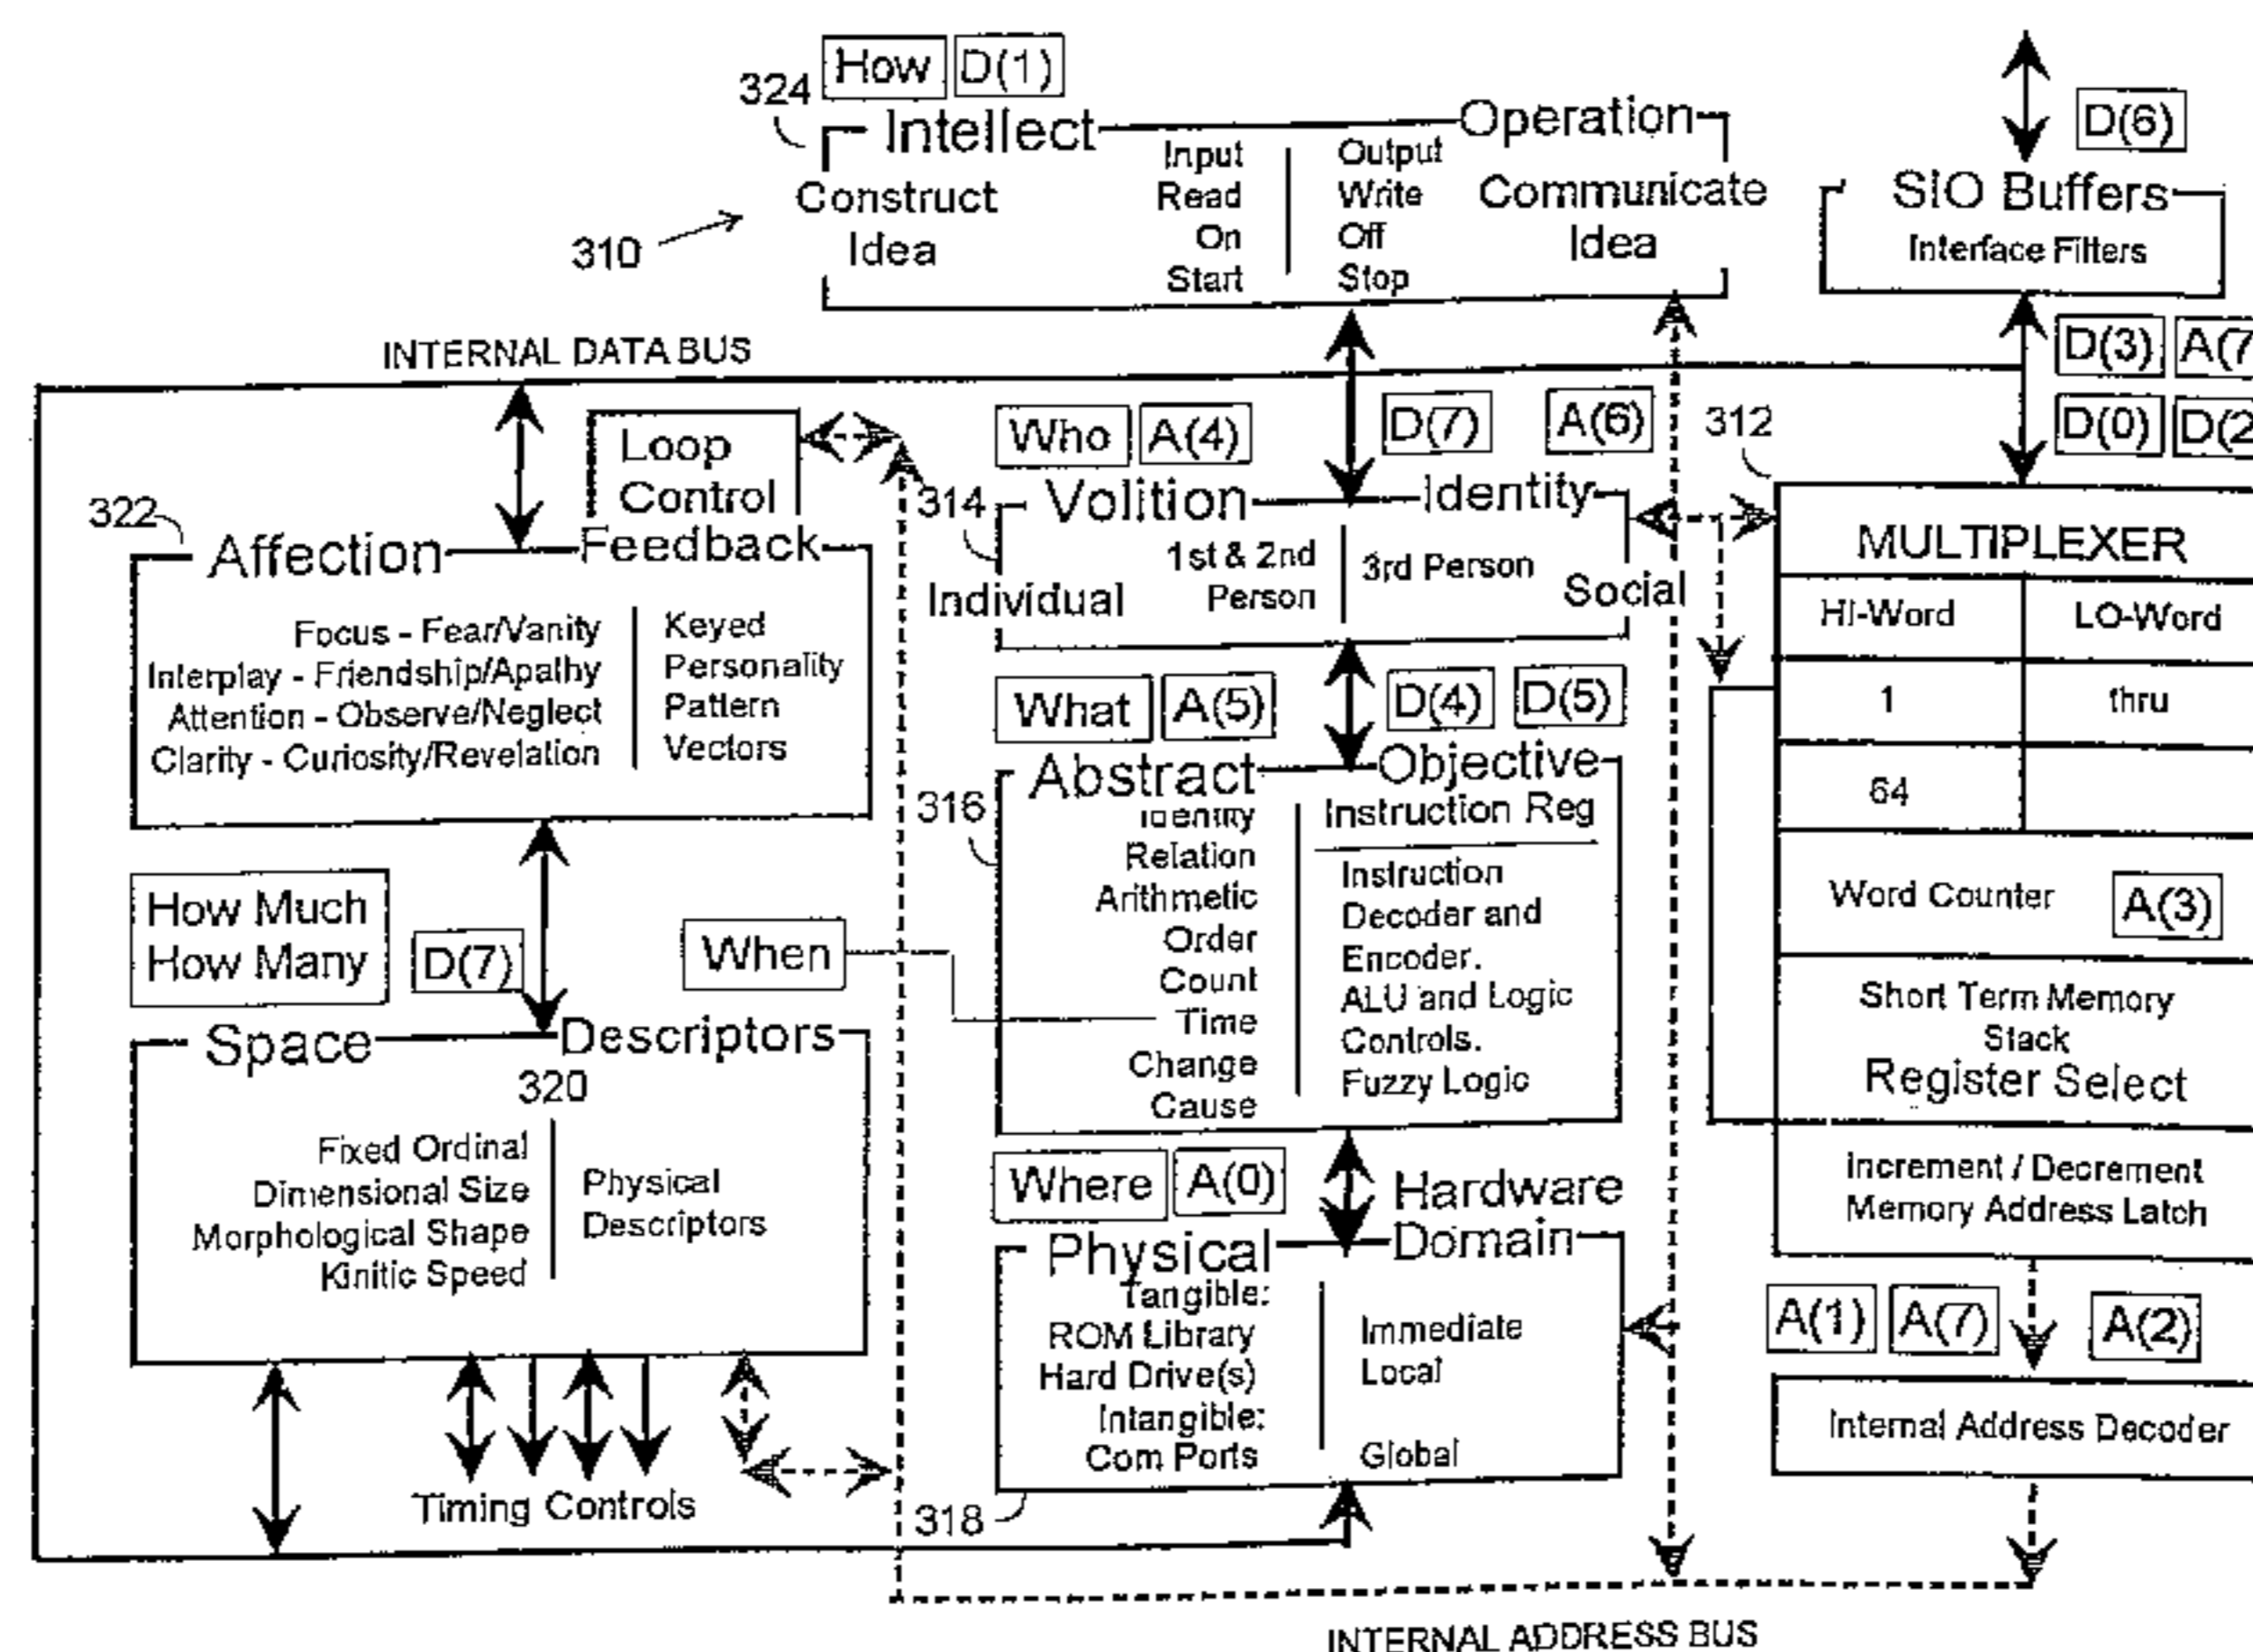 How D(1)
324
Intellect Operation
Construct
Idea
Input
Read
On
Start
Output
Write
Off
Stop
Communicate
Idea
310
D(6)
SIO Buffers
Interface Filters
INTERNAL DATA BUS
D(3)
D(0)
312
Loop
Control
Feedback
322
Affection
Focus - Fear/Vanity
Interplay - Friendship/Apathy
Attention - Observe/Neglect
Clarity - Curiosity/Revelation
Keyed
Personality
Pattern
Vectors
Who A(4) D(7) A(6)
314
Volition Identity
Individual
1st & 2nd
Person
3rd Person
Social
What A(5) D(4) D(5)
316
Abstract Objective
Identity
Relation
Arithmetic
Order
Count
Time
Change
Cause
Instruction Reg
Instruction
Decoder and
Encoder.
ALU and Logic
Controls.
Fuzzy Logic
How Much
How Many
D(7)
When
Space Descriptors
320
Fixed Ordinal
Dimensional Size
Morphological Shape
Kinitic Speed
Physical
Descriptors
Timing Controls
Where A(0)
Hardware
Physical Domain
Tangible:
ROM Library
Hard Drive(s)
Intangible:
Com Ports
Immediate
Local
Global
318
MULTIPLEXER
HI-Word LO-Word
1 thru
64
Word Counter A(3)
Short Term Memory
Stack
Register Select
Increment / Decrement
Memory Address Latch
A(1) A(7) A(2)
Internal Address Decoder
INTERNAL ADDRESS BUS